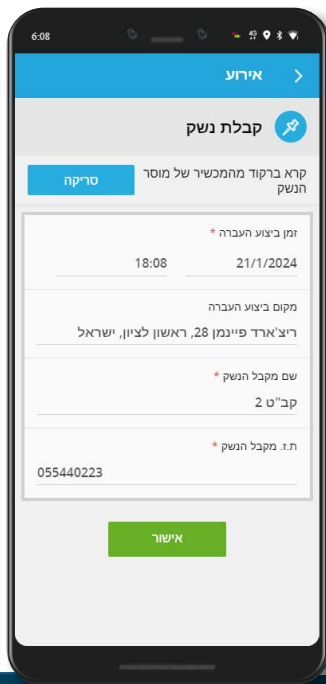 6:08
אירוע
קבלת נשק
קרא ברקוד מהמכשיר של מוסר
הנשק
סריקה
זמן ביצוע העברה *
21/1/2024 18:08
מקום ביצוע העברה
ריצ'ארד פיינמן 28, ראשון לציון, ישראל
שם מקבל הנשק *
קב"ט 2
ת.ז. מקבל הנשק *
055440223
אישור